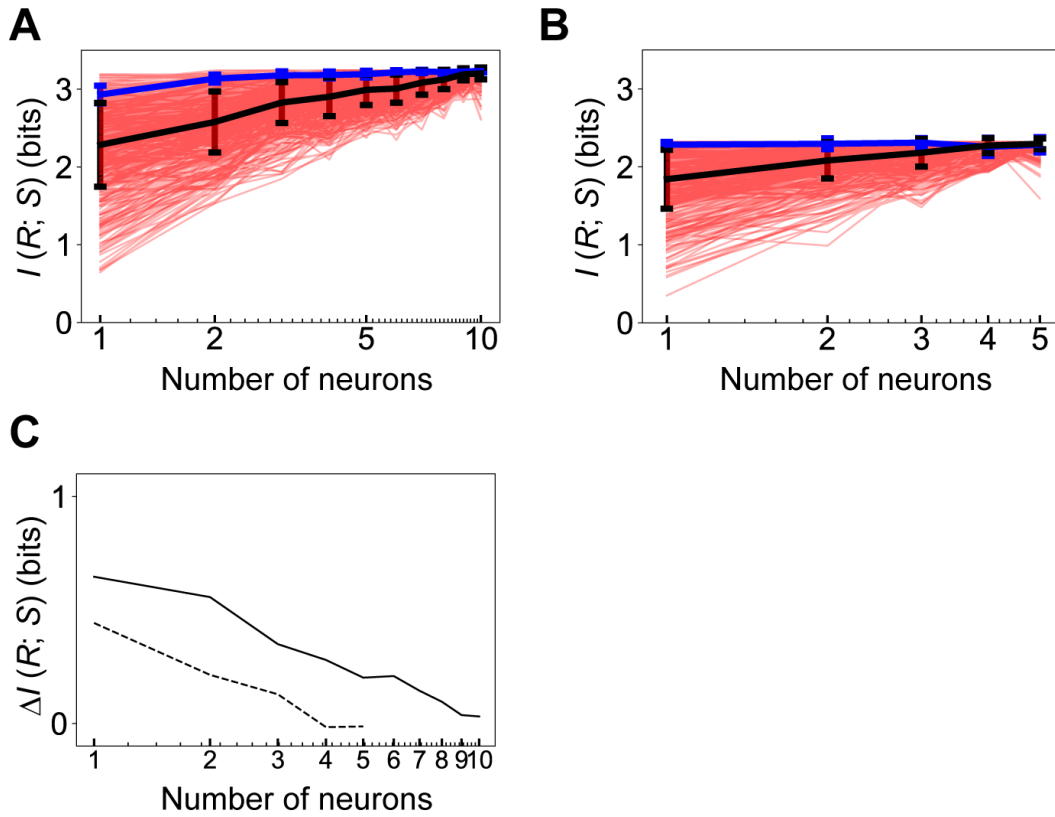 A
I (R; S) (bits)
3
2
1
0
1 2 5 10
Number of neurons
B
I (R; S) (bits)
3
2
1
0
1 2 3 4 5
Number of neurons
C
ΔI (R; S) (bits)
1
0
1 2 3 4 5 6 7 8 9 10
Number of neurons